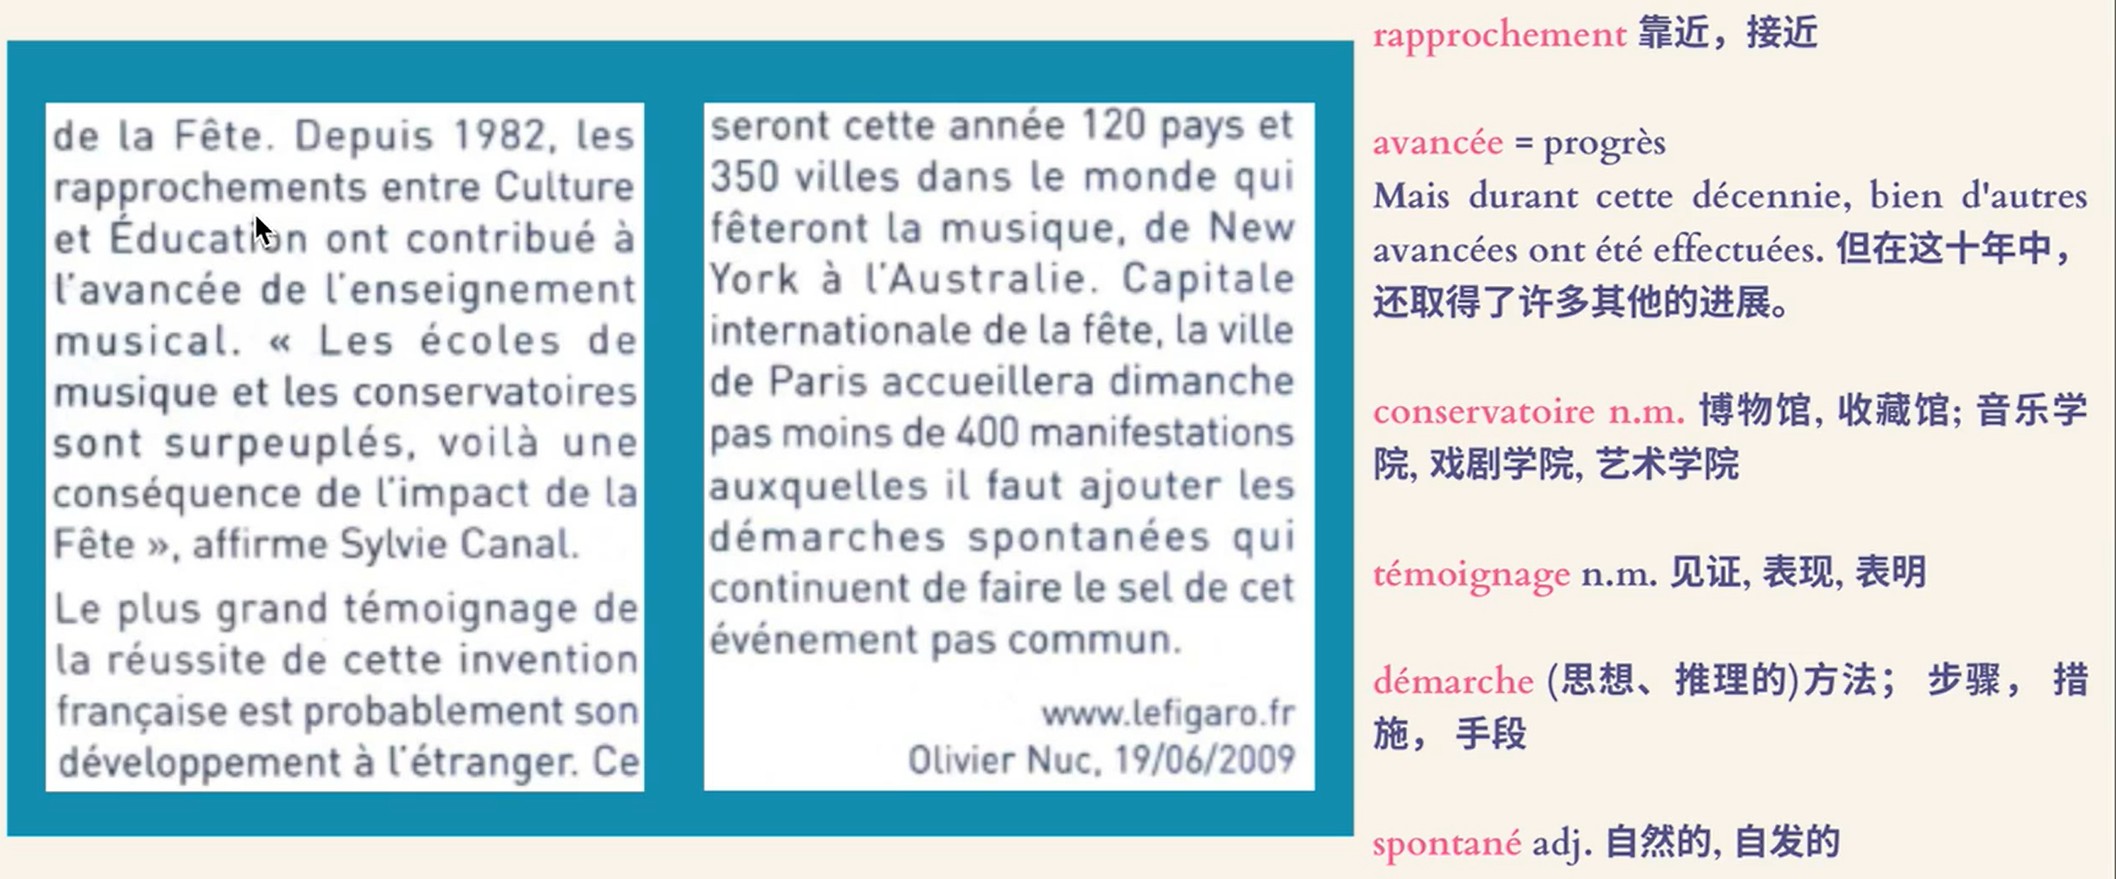 de la Fête. Depuis 1982, les
rapprochements entre Culture
et Éducation ont contribué à
l'avancée de l'enseignement
musical. « Les écoles de
musique et les conservatoires
sont surpeuplés, voilà une
conséquence de l'impact de la
Fête », affirme Sylvie Canal.
Le plus grand témoignage de
la réussite de cette invention
française est probablement son
développement à l'étranger. Ce
seront cette année 120 pays et
350 villes dans le monde qui
fêteront la musique, de New
York à l'Australie. Capitale
internationale de la fête, la ville
de Paris accueillera dimanche
pas moins de 400 manifestations
auxquelles il faut ajouter les
démarches spontanées qui
continuent de faire le sel de cet
événement pas commun.
www.lefigaro.fr
Olivier Nuc, 19/06/2009
rapprochement 靠近，接近
avancée = progrès
Mais durant cette décennie, bien d'autres
avancées ont été effectuées. 但在这十年中，
还取得了许多其他的进展。
conservatoire n.m. 博物馆, 收藏馆; 音乐学
院, 戏剧学院, 艺术学院
témoignage n.m. 见证, 表现, 表明
démarche (思想、推理的)方法； 步骤， 措
施， 手段
spontané adj. 自然的, 自发的